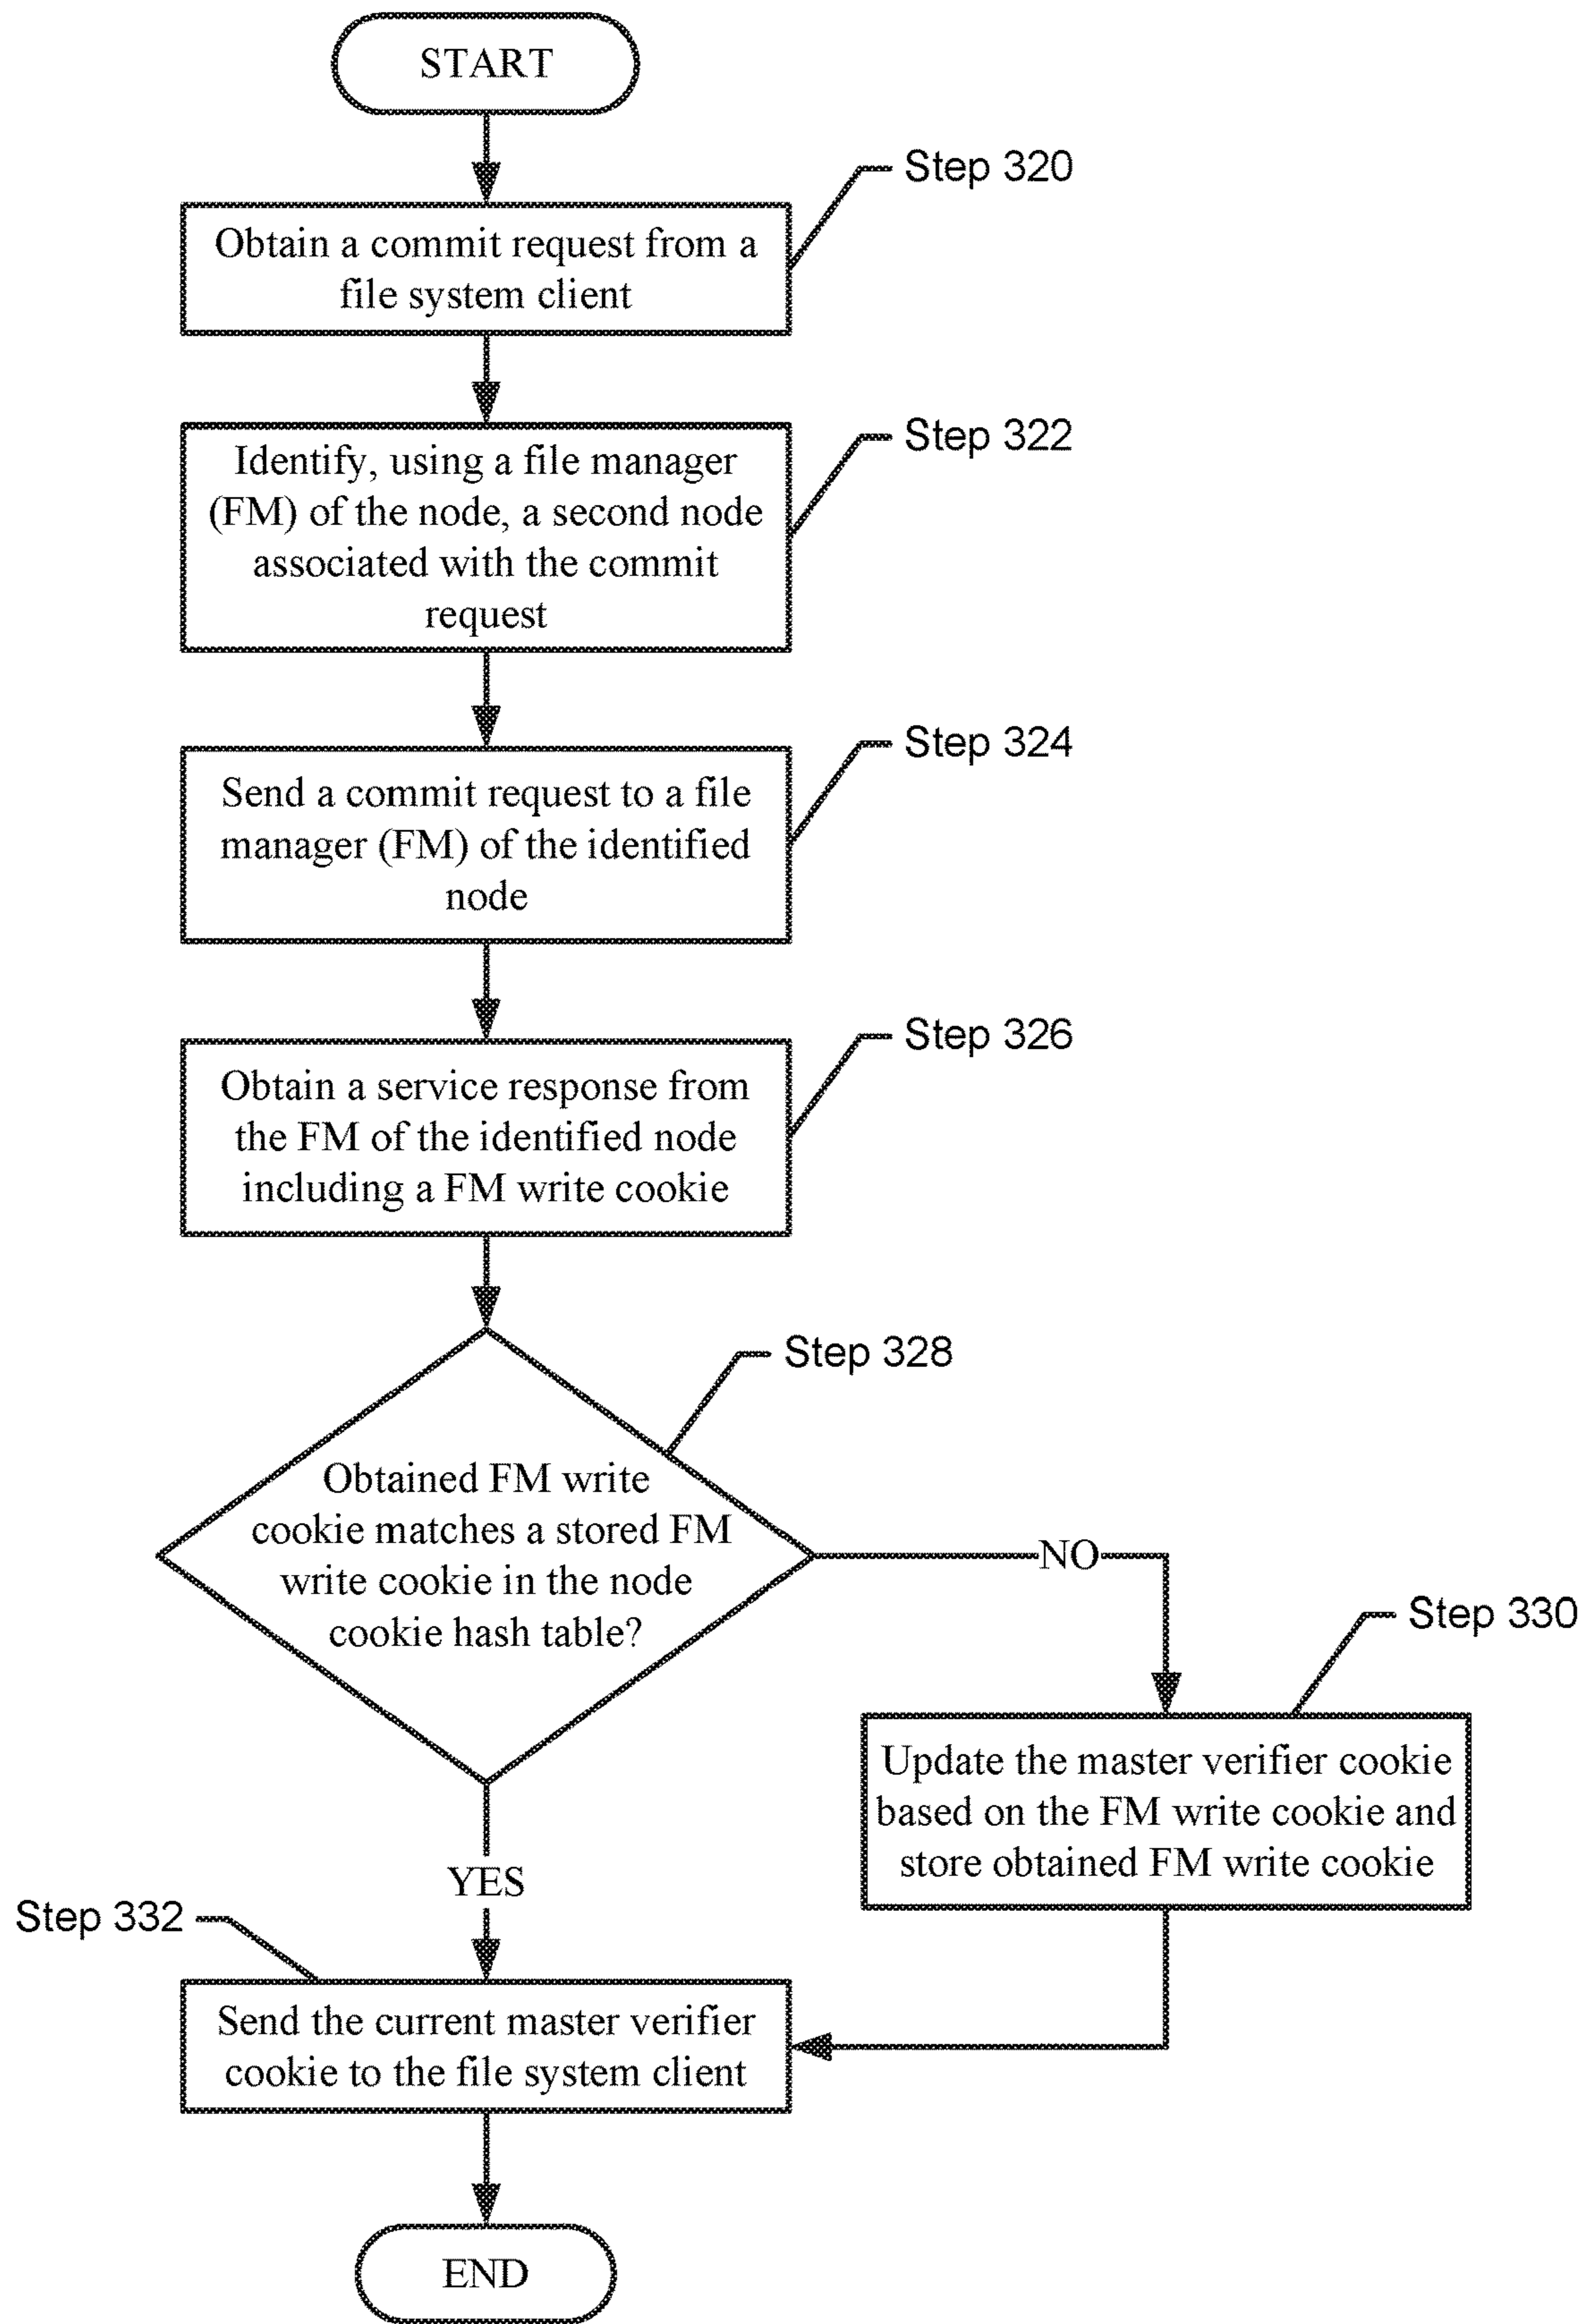 START
Step 320
Obtain a commit request from a
file system client
Step 322
Identify, using a file manager
(FM) of the node, a second node
associated with the commit
request
Step 324
Send a commit request to a file
manager (FM) of the identified
node
Step 326
Obtain a service response from
the FM of the identified node
including a FM write cookie
Step 328
Obtained FM write
cookie matches a stored FM
write cookie in the node
cookie hash table?
NO
Step 330
Update the master verifier cookie
based on the FM write cookie and
store obtained FM write cookie
YES
Step 332
Send the current master verifier
cookie to the file system client
END